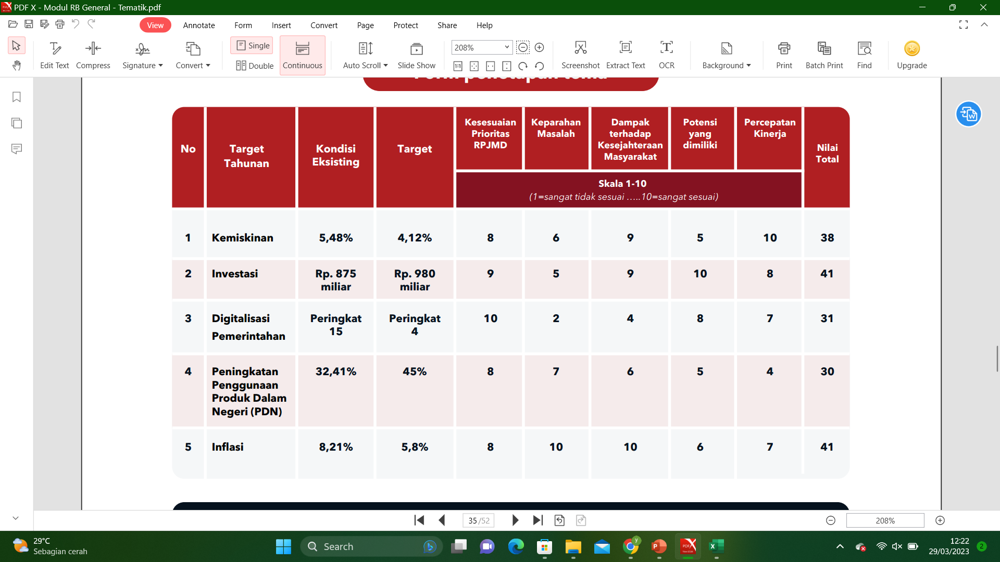 PDF X - Modul RB General - Tematik.pdf
View Annotate Form Insert Convert Page Protect Share Help
Edit Text Compress Signature Convert Single Double Continuous Auto Scroll Slide Show 208% 1:1 Screenshot Extract Text OCR Background Print Batch Print Find Upgrade
No
Target
Tahunan
Kondisi
Eksisting
Target
Kesesuaian
Prioritas
RPJMD
Keparahan
Masalah
Dampak
terhadap
Kesejahteraan
Masyarakat
Potensi
yang
dimiliki
Percepatan
Kinerja
Nilai
Total
Skala 1-10
(1=sangat tidak sesuai .....10=sangat sesuai)
1 Kemiskinan 5,48% 4,12% 8 6 9 5 10 38
2 Investasi Rp. 875 Rp. 980 9 5 9 10 8 41
miliar miliar
3 Digitalisasi Peringkat Peringkat 10 2 4 8 7 31
15 4
Pemerintahan
4 Peningkatan 32,41% 45% 8 7 6 5 4 30
Penggunaan
Produk Dalam
Negeri (PDN)
5 Inflasi 8,21% 5,8% 8 10 10 6 7 41
35 /52
208%
29°C
Sebagian cerah
Search
12:22
29/03/2023
2